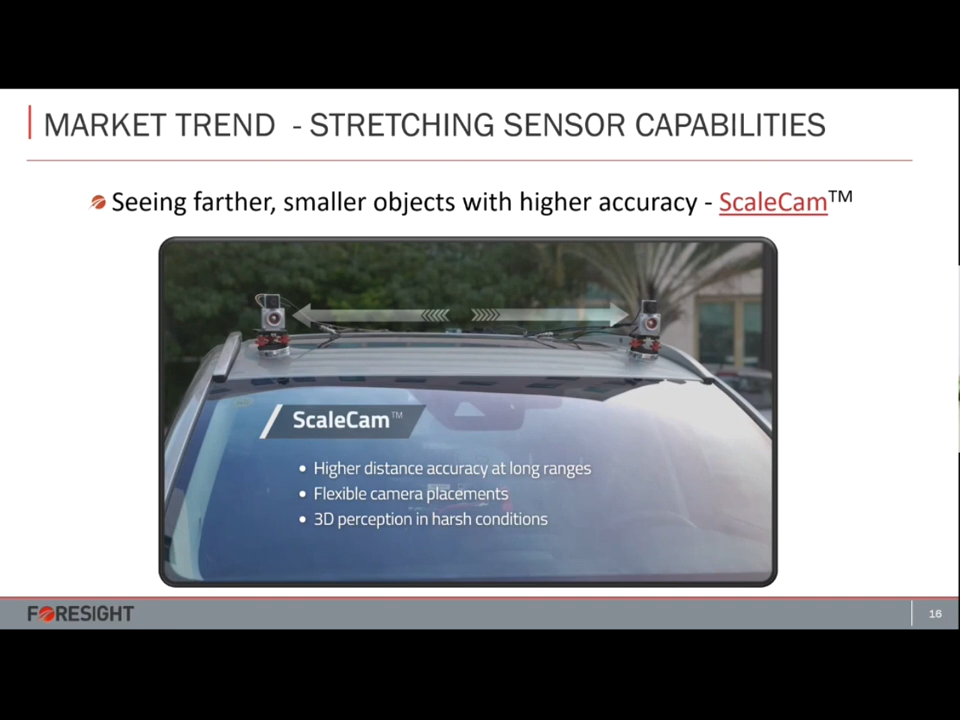 MARKET TREND - STRETCHING SENSOR CAPABILITIES
Seeing farther, smaller objects with higher accuracy - ScaleCam™
ScaleCam™
• Higher distance accuracy at long ranges
• Flexible camera placements
• 3D perception in harsh conditions
FORESIGHT
16